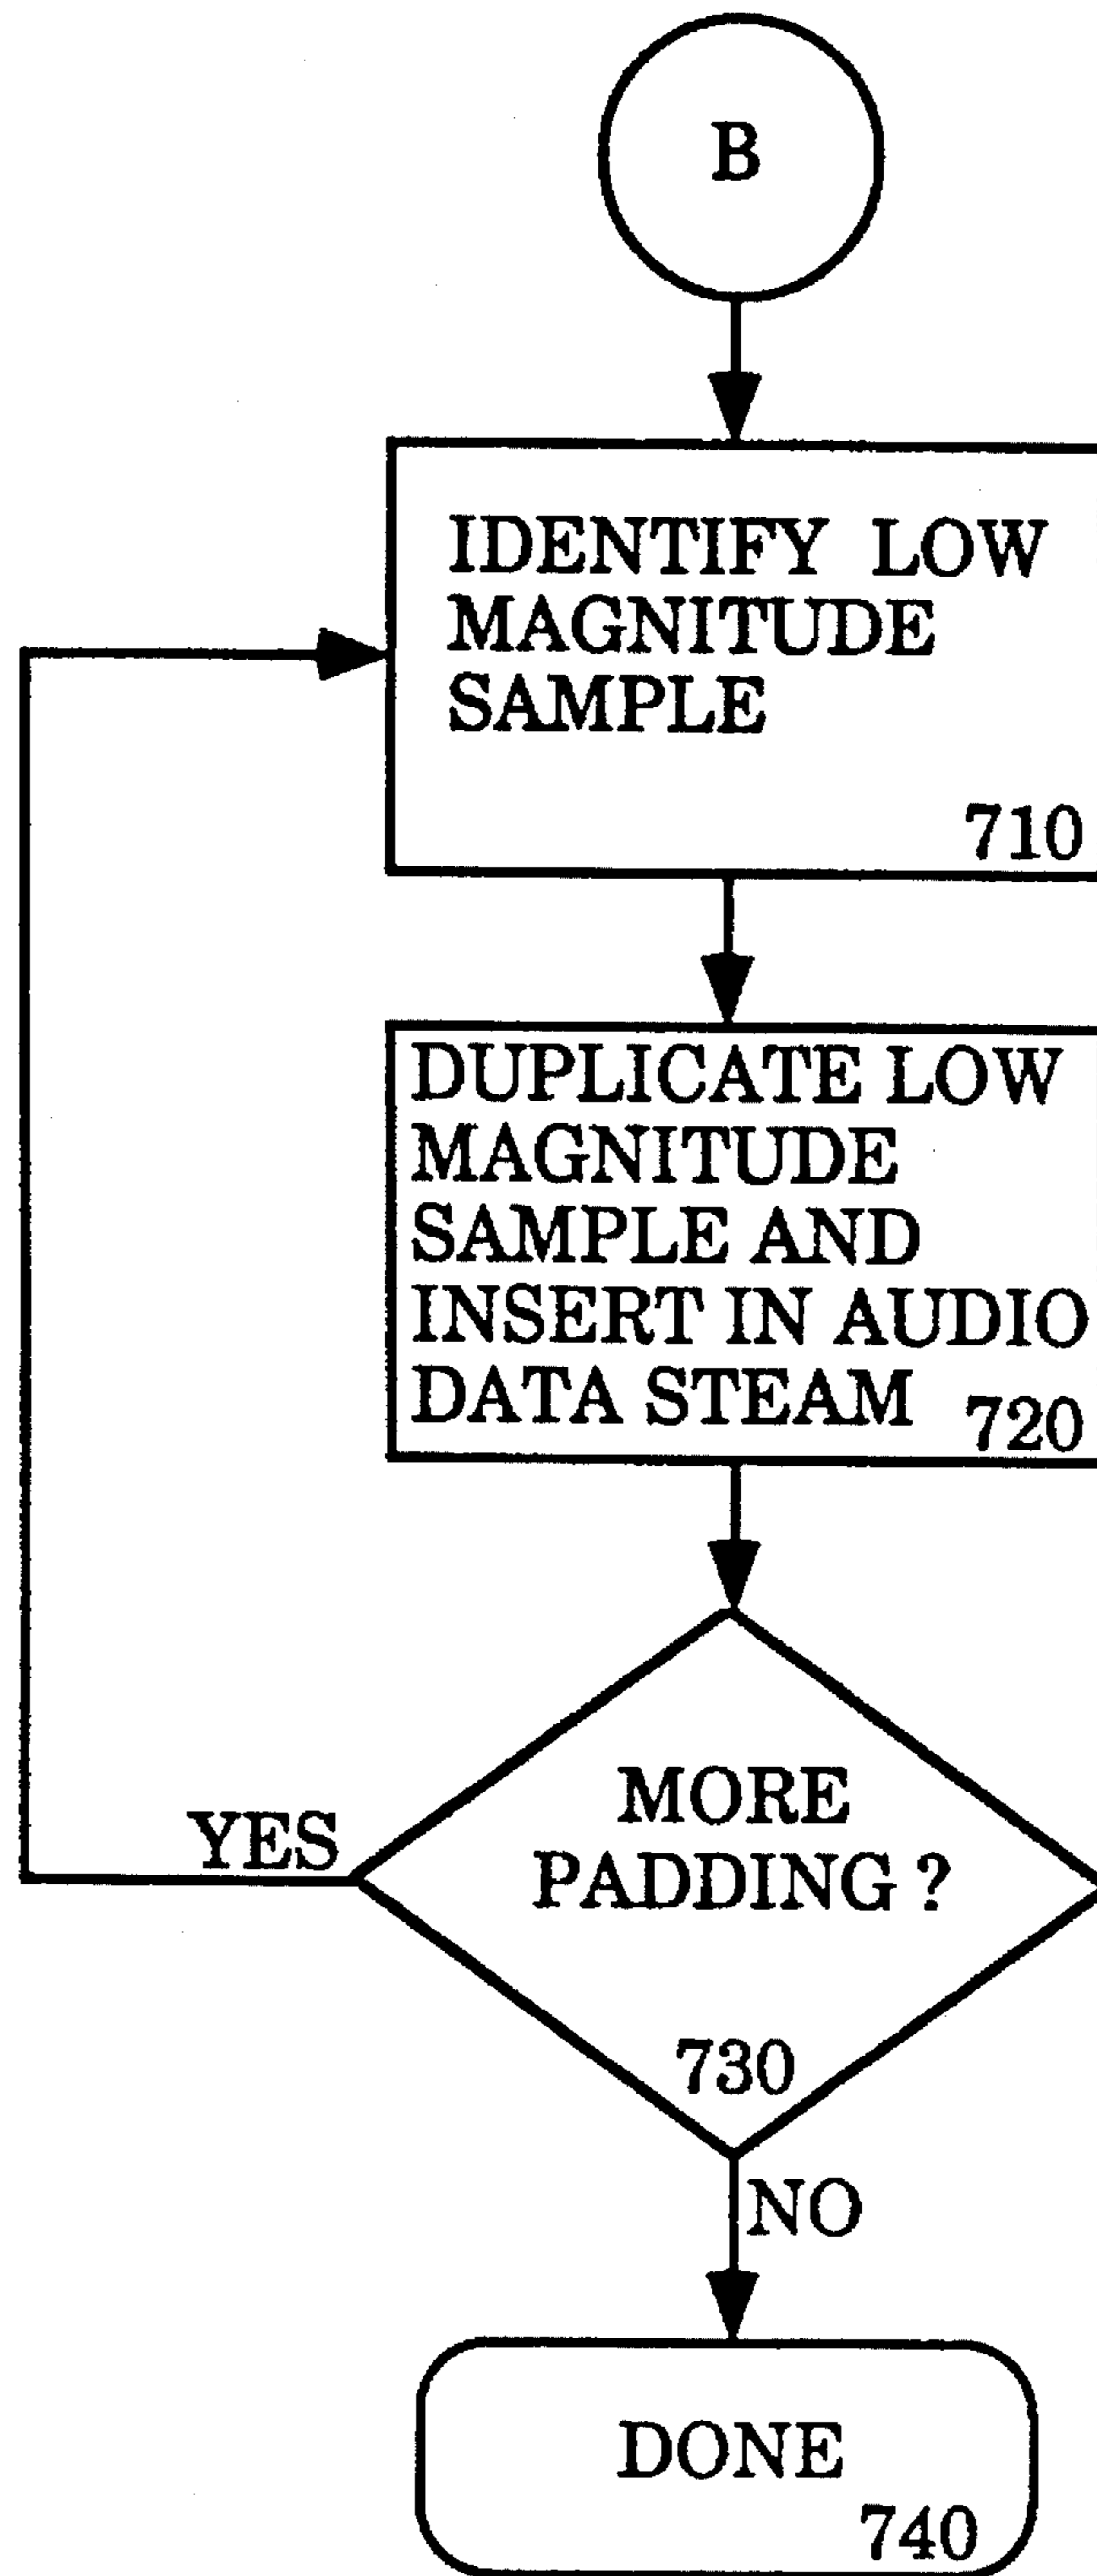 B
IDENTIFY LOW
MAGNITUDE
SAMPLE
710
DUPLICATE LOW
MAGNITUDE
SAMPLE AND
INSERT IN AUDIO
DATA STEAM 720
MORE
PADDING ?
YES
730
NO
DONE
740